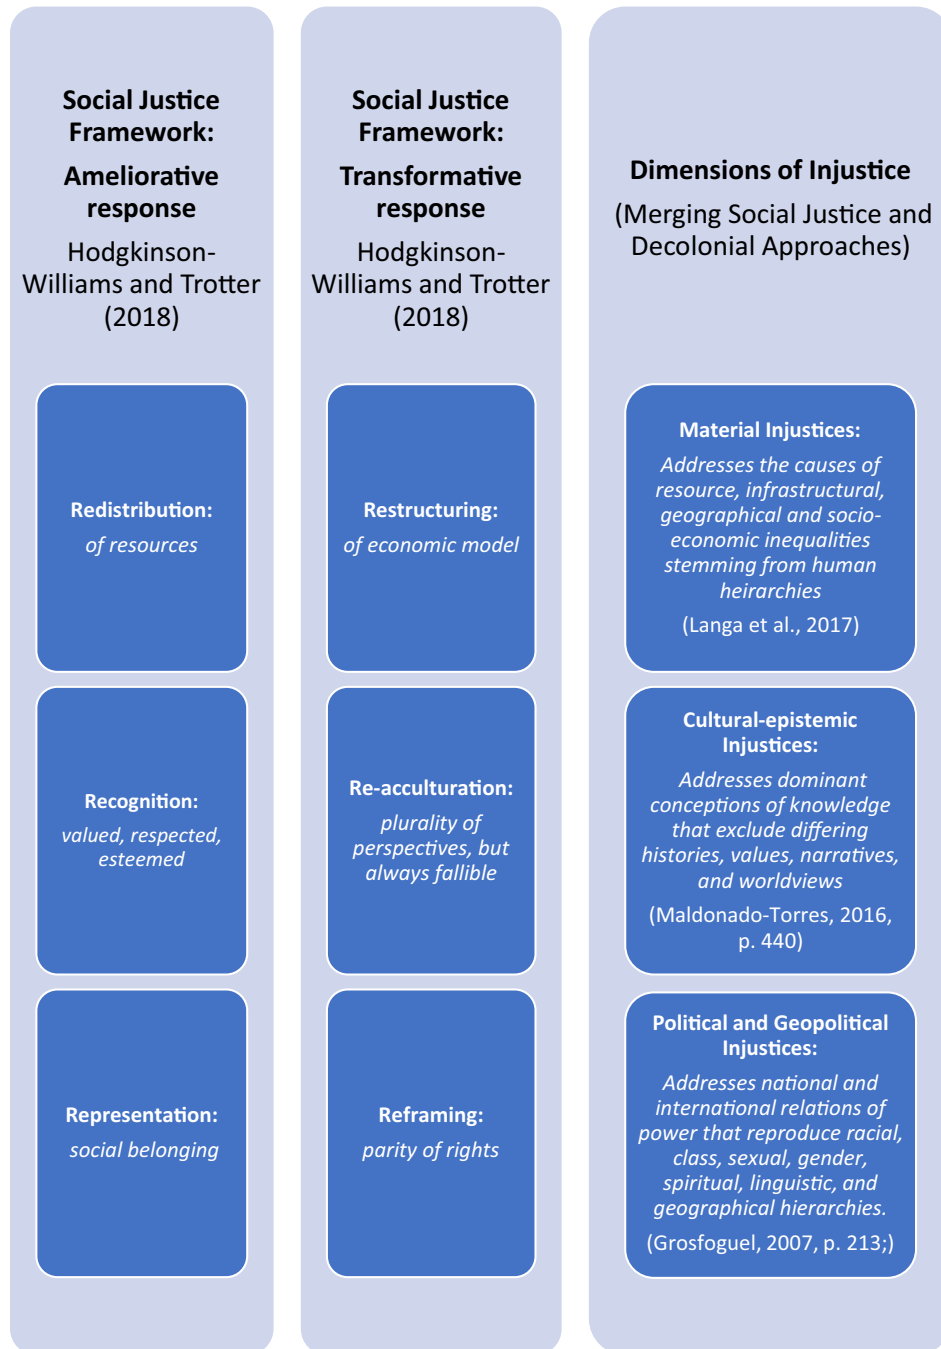 Social Justice
Framework:
Ameliorative
response
Hodgkinson-
Williams and Trotter
(2018)
Redistribution:
of resources
Recognition:
valued, respected,
esteemed
Representation:
social belonging
Social Justice
Framework:
Transformative
response
Hodgkinson-
Williams and Trotter
(2018)
Restructuring:
of economic model
Re-acculturation:
plurality of
perspectives, but
always fallible
Reframing:
parity of rights
Dimensions of Injustice
(Merging Social Justice and
Decolonial Approaches)
Material Injustices:
Addresses the causes of
resource, infrastructural,
geographical and socio-
economic inequalities
stemming from human
heirarchies
(Langa et al., 2017)
Cultural-epistemic
Injustices:
Addresses dominant
conceptions of knowledge
that exclude differing
histories, values, narratives,
and worldviews
(Maldonado-Torres, 2016,
p. 440)
Political and Geopolitical
Injustices:
Addresses national and
international relations of
power that reproduce racial,
class, sexual, gender,
spiritual, linguistic, and
geographical hierarchies.
(Grosfoguel, 2007, p. 213;)